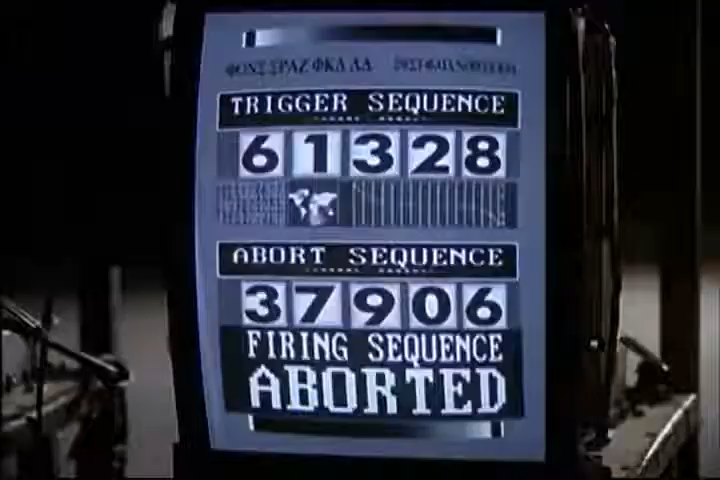 TRIGGER SEQUENCE
61328
ABORT SEQUENCE
37906
FIRING SEQUENCE
ABORTED